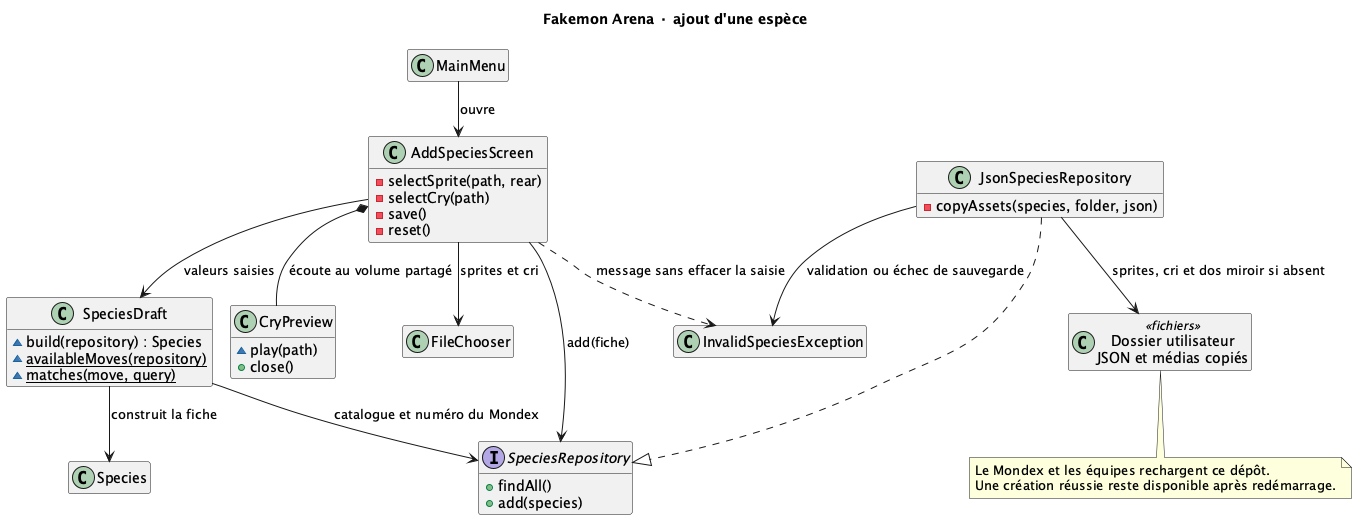 Fakemon Arena · ajout d'une espèce
C MainMenu
ouvre
C AddSpeciesScreen
selectSprite(path, rear)
selectCry(path)
save()
reset()
C JsonSpeciesRepository
copyAssets(species, folder, json)
valeurs saisies
écoute au volume partagé
sprites et cri
message sans effacer la saisie
validation ou échec de sauvegarde
sprites, cri et dos miroir si absent
C SpeciesDraft
build(repository) : Species
availableMoves(repository)
matches(move, query)
C CryPreview
play(path)
close()
C FileChooser
add(fiche)
C InvalidSpeciesException
C «fichiers»
Dossier utilisateur
JSON et médias copiés
construit la fiche
catalogue et numéro du Mondex
C Species
I SpeciesRepository
findAll()
add(species)
Le Mondex et les équipes rechargent ce dépôt.
Une création réussie reste disponible après redémarrage.